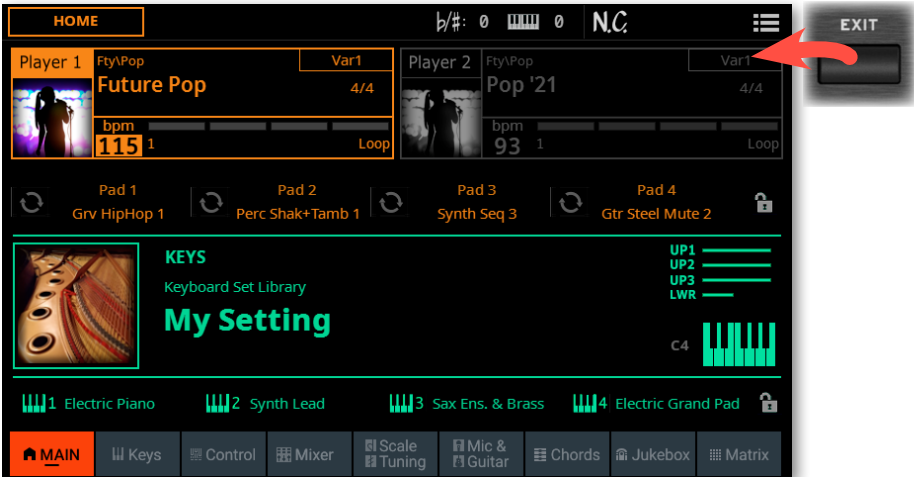 HOME
♭/#: 0 0 N.C.
EXIT
Player 1 Fty\Pop Var1
Future Pop 4/4
bpm
115 1 Loop
Player 2 Fty\Pop Var1
Pop '21 4/4
bpm
93 1 Loop
Pad 1
Grv HipHop 1
Pad 2
Perc Shak+Tamb 1
Pad 3
Synth Seq 3
Pad 4
Gtr Steel Mute 2
KEYS
Keyboard Set Library
My Setting
UP1
UP2
UP3
LWR
C4
1 Electric Piano
2 Synth Lead
3 Sax Ens. & Brass
4 Electric Grand Pad
MAIN
Keys
Control
Mixer
Scale
Tuning
Mic &
Guitar
Chords
Jukebox
Matrix